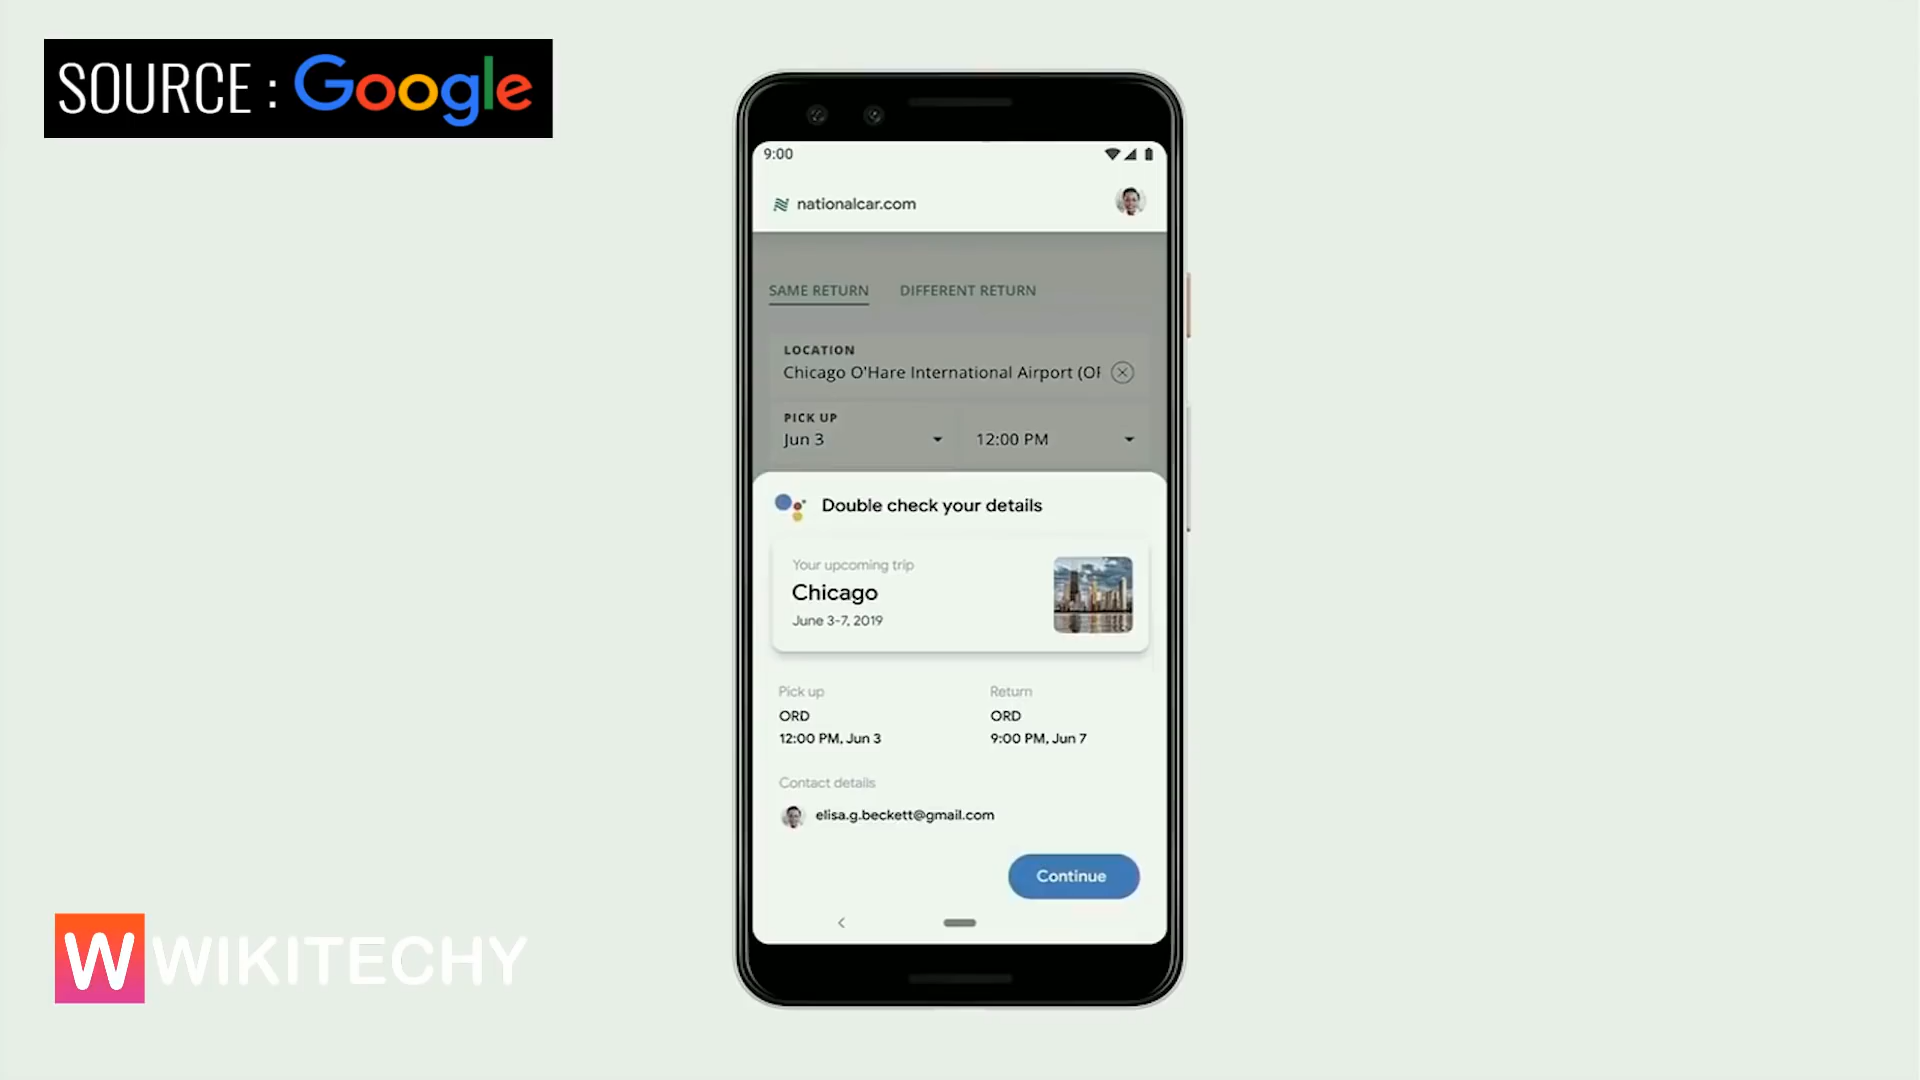 SOURCE : Google
9:00
nationalcar.com
SAME RETURN DIFFERENT RETURN
LOCATION
Chicago O'Hare International Airport (OR
PICK UP
Jun 3 12:00 PM
Double check your details
Your upcoming trip
Chicago
June 3-7, 2019
Pick up Return
ORD ORD
12:00 PM, Jun 3 9:00 PM, Jun 7
Contact details
elisa.g.beckett@gmail.com
Continue
W WIKITECHY